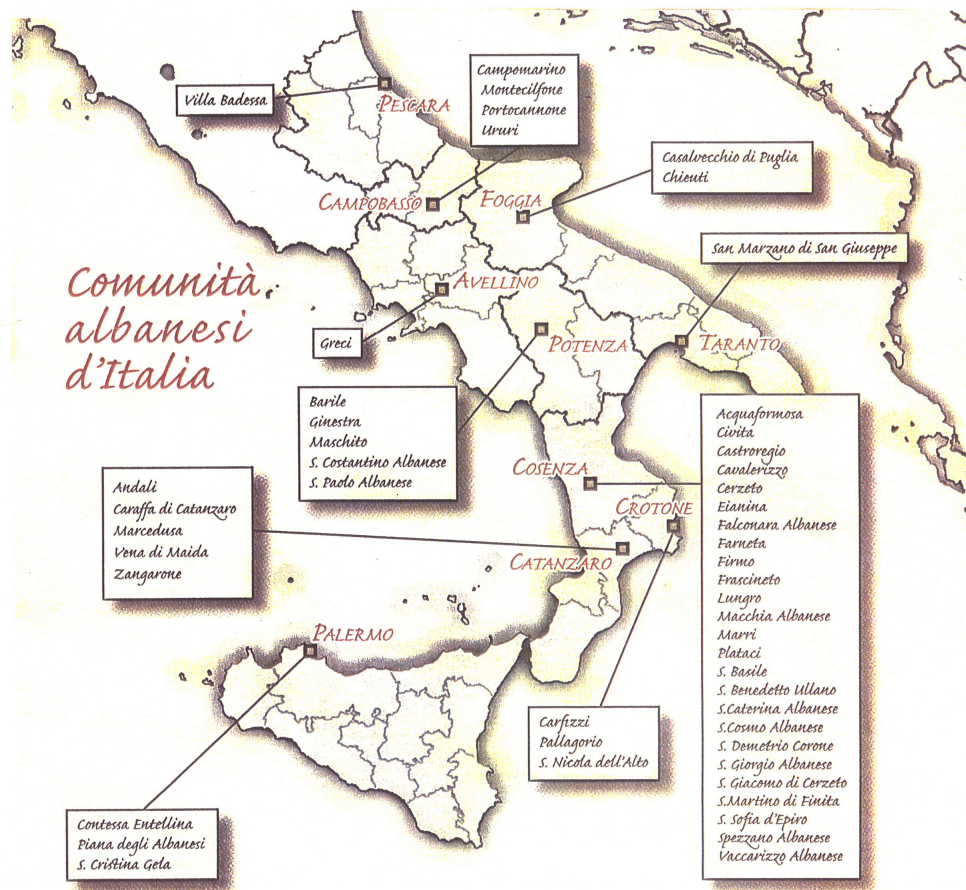 Villa Badessa
PESCARA
Campomarino
Montecilfone
Portocannone
Ururi
CAMPOBASSO
FOGGIA
Casalvecchio di Puglia
Chieuti
San Marzano di San Giuseppe
Comunità
albanesi
d'Italia
AVELLINO
Greci
POTENZA
TARANTO
Barile
Ginestra
Maschito
S. Costantino Albanese
S. Paolo Albanese
COSENZA
CROTONE
CATANZARO
Andali
Caraffa di Catanzaro
Marcedusa
Vena di Maida
Zangarone
Acquaformosa
Civita
Castroregio
Cavalerizzo
Cerzeto
Eianina
Falconara Albanese
Farneta
Firmo
Frascineto
Lungro
Macchia Albanese
Marri
Plataci
S. Basile
S. Benedetto Ullano
S.Caterina Albanese
S.Cosmo Albanese
S. Demetrio Corone
S. Giorgio Albanese
S. Giacomo di Cerzeto
S.Martino di Finita
S. Sofia d'Epiro
Spezzano Albanese
Vaccarizzo Albanese
PALERMO
Carfizzi
Pallagorio
S. Nicola dell'Alto
Contessa Entellina
Piana degli Albanesi
S. Cristina Gela